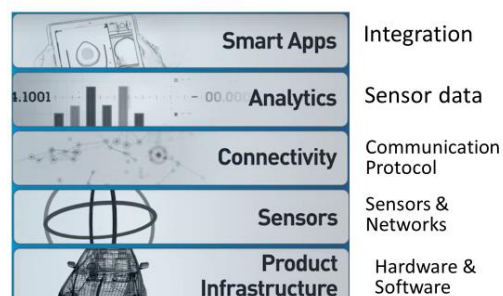 Smart Apps
Integration
4.1001
- 00.00
Analytics
Sensor data
Connectivity
Communication
Protocol
Sensors
Sensors &
Networks
Product
Infrastructure
Hardware &
Software